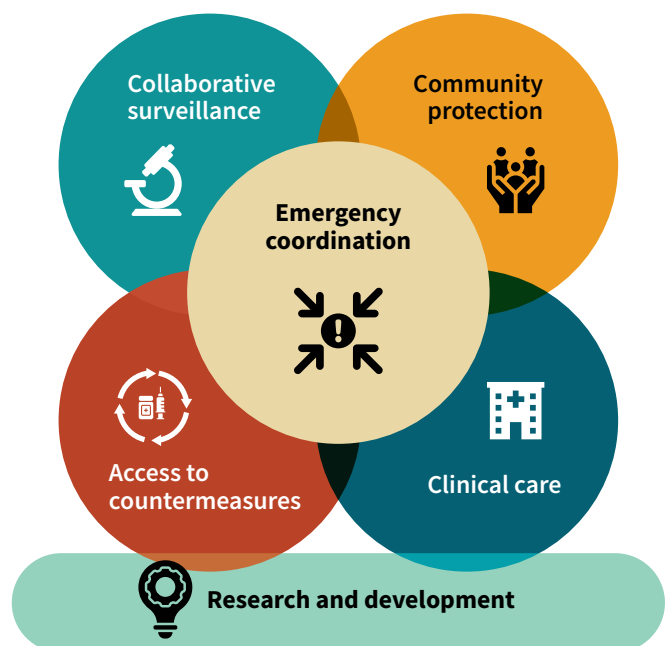 Collaborative
surveillance
Community
protection
Emergency
coordination
Access to
countermeasures
Clinical care
Research and development